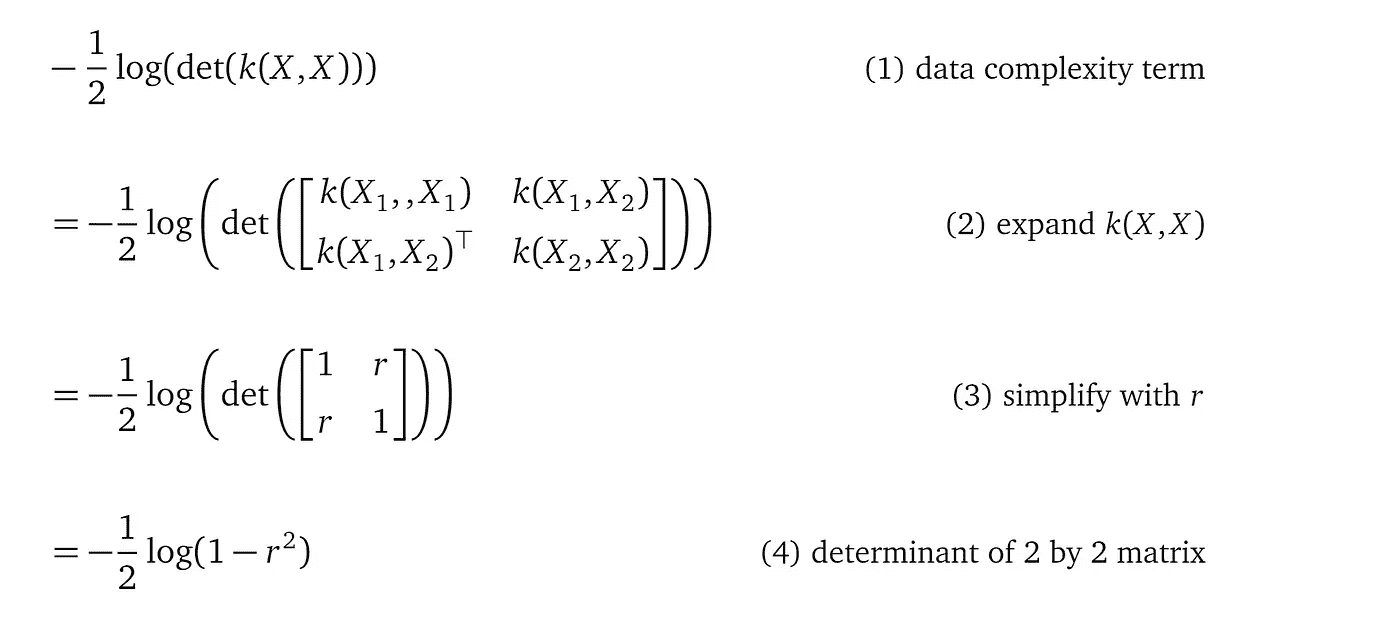 − 1/2 log(det(k(X,X))) (1) data complexity term
= −1/2 log(det([k(X₁,,X₁) k(X₁,X₂); k(X₁,X₂)⊤ k(X₂,X₂)])) (2) expand k(X,X)
= −1/2 log(det([1 r; r 1])) (3) simplify with r
= −1/2 log(1 − r²) (4) determinant of 2 by 2 matrix